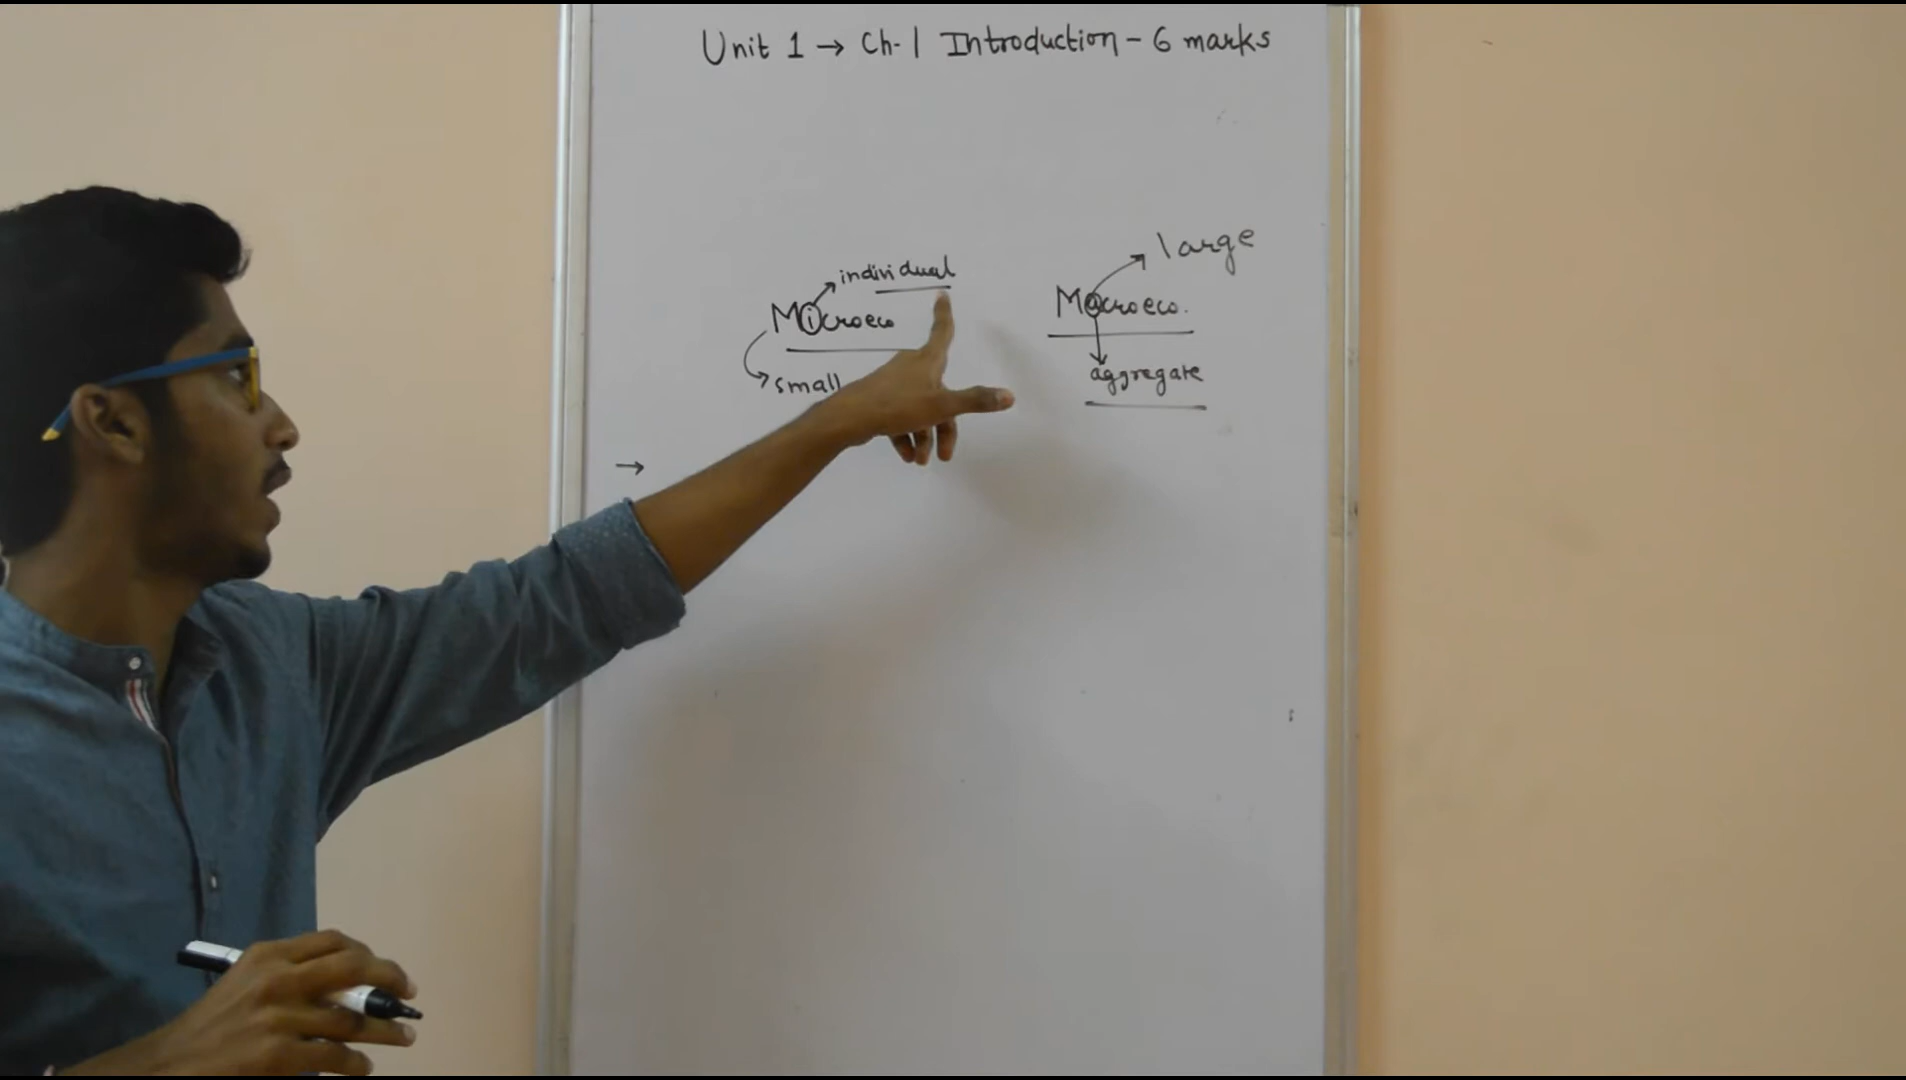 Unit 1 → Ch-1 Introduction - 6 marks
large
individual
Microeco
Macroeco.
small
aggregate
→